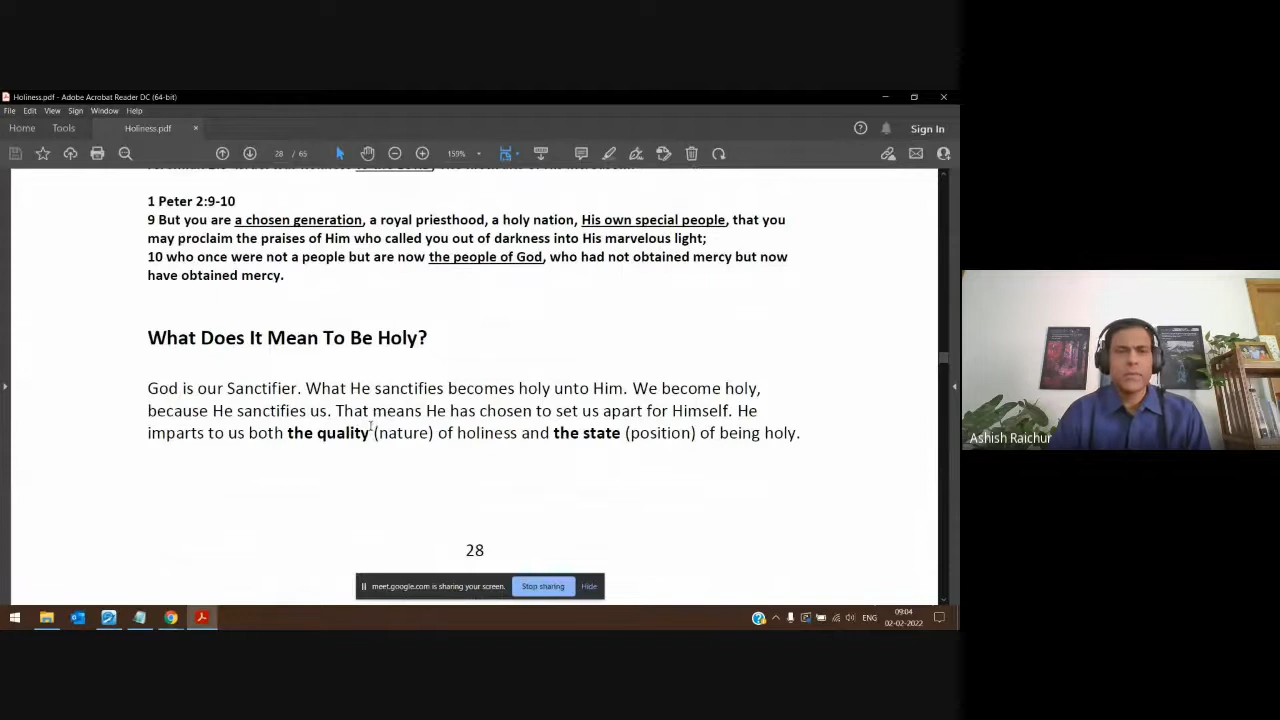 Holiness.pdf - Adobe Acrobat Reader DC (64-bit)
File Edit View Sign Window Help
Home Tools Holiness.pdf × Sign In
28 / 65 159%
1 Peter 2:9-10
9 But you are a chosen generation, a royal priesthood, a holy nation, His own special people, that you
may proclaim the praises of Him who called you out of darkness into His marvelous light;
10 who once were not a people but are now the people of God, who had not obtained mercy but now
have obtained mercy.
What Does It Mean To Be Holy?
God is our Sanctifier. What He sanctifies becomes holy unto Him. We become holy,
because He sanctifies us. That means He has chosen to set us apart for Himself. He
imparts to us both the quality (nature) of holiness and the state (position) of being holy.
28
meet.google.com is sharing your screen. Stop sharing Hide
ENG
09:04
02-02-2022
Ashish Raichur